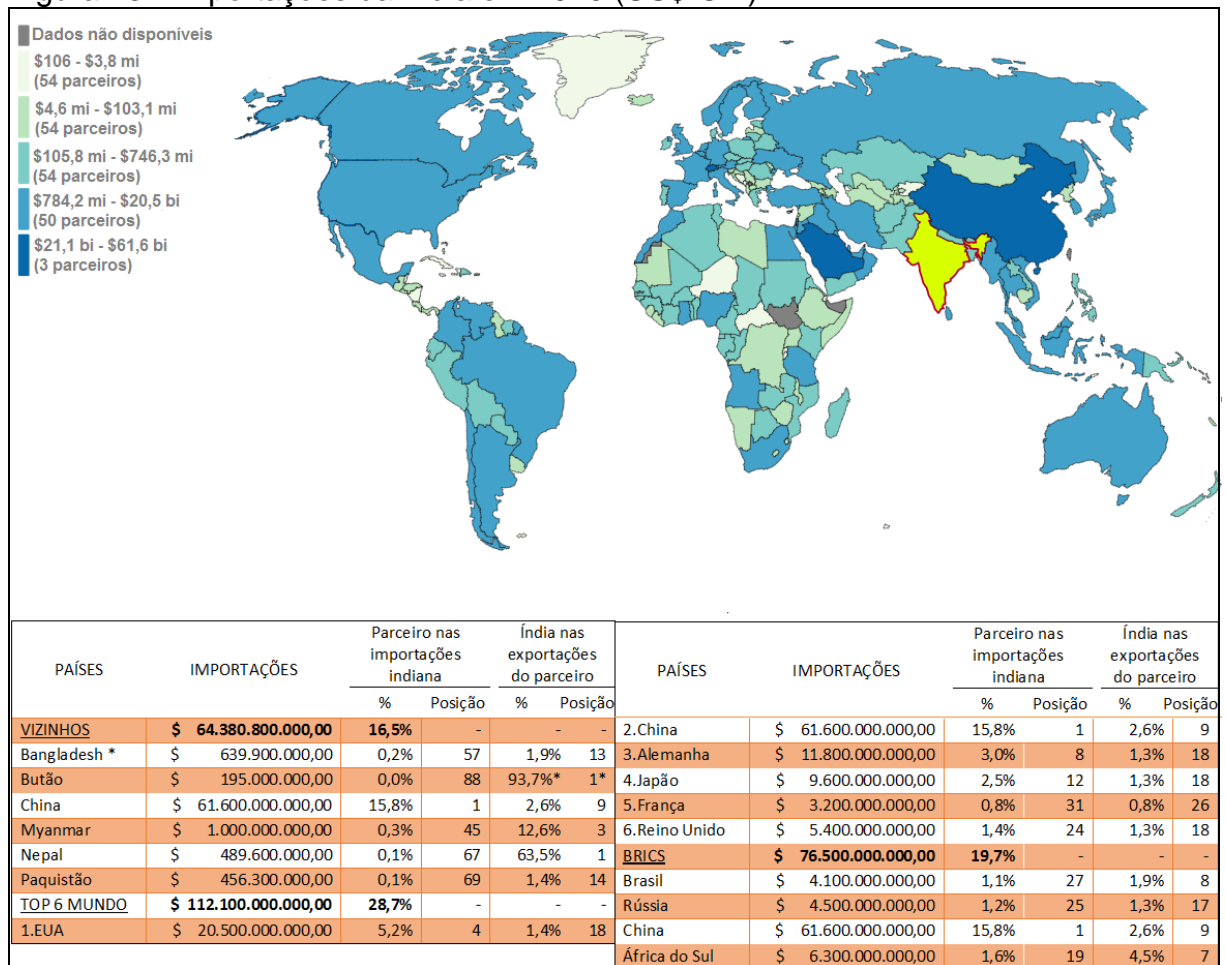 Figura Importações da Índia em
Dados não disponíveis
$106 - $3,8 mi
(54 parceiros)
$4,6 mi - $103,1 mi
(54 parceiros)
$105,8 mi - $746,3 mi
(54 parceiros)
$784,2 mi - $20,5 bi
(50 parceiros)
$21,1 bi - $61,6 bi
(3 parceiros)
PAÍSES IMPORTAÇÕES Parceiro nas importações indiana Índia nas exportações do parceiro
% Posição % Posição
VIZINHOS $ 64.380.800.000,00 16,5% - - -
Bangladesh * $ 639.900.000,00 0,2% 57 1,9% 13
Butão $ 195.000.000,00 0,0% 88 93,7%* 1*
China $ 61.600.000.000,00 15,8% 1 2,6% 9
Myanmar $ 1.000.000.000,00 0,3% 45 12,6% 3
Nepal $ 489.600.000,00 0,1% 67 63,5% 1
Paquistão $ 456.300.000,00 0,1% 69 1,4% 14
TOP 6 MUNDO $ 112.100.000.000,00 28,7% - - -
1.EUA $ 20.500.000.000,00 5,2% 4 1,4% 18
PAÍSES IMPORTAÇÕES Parceiro nas importações indiana Índia nas exportações do parceiro
% Posição % Posição
2.China $ 61.600.000.000,00 15,8% 1 2,6% 9
3.Alemanha $ 11.800.000.000,00 3,0% 8 1,3% 18
4.Japão $ 9.600.000.000,00 2,5% 12 1,3% 18
5.França $ 3.200.000.000,00 0,8% 31 0,8% 26
6.Reino Unido $ 5.400.000.000,00 1,4% 24 1,3% 18
BRICS $ 76.500.000.000,00 19,7% - - -
Brasil $ 4.100.000.000,00 1,1% 27 1,9% 8
Rússia $ 4.500.000.000,00 1,2% 25 1,3% 17
China $ 61.600.000.000,00 15,8% 1 2,6% 9
África do Sul $ 6.300.000.000,00 1,6% 19 4,5% 7